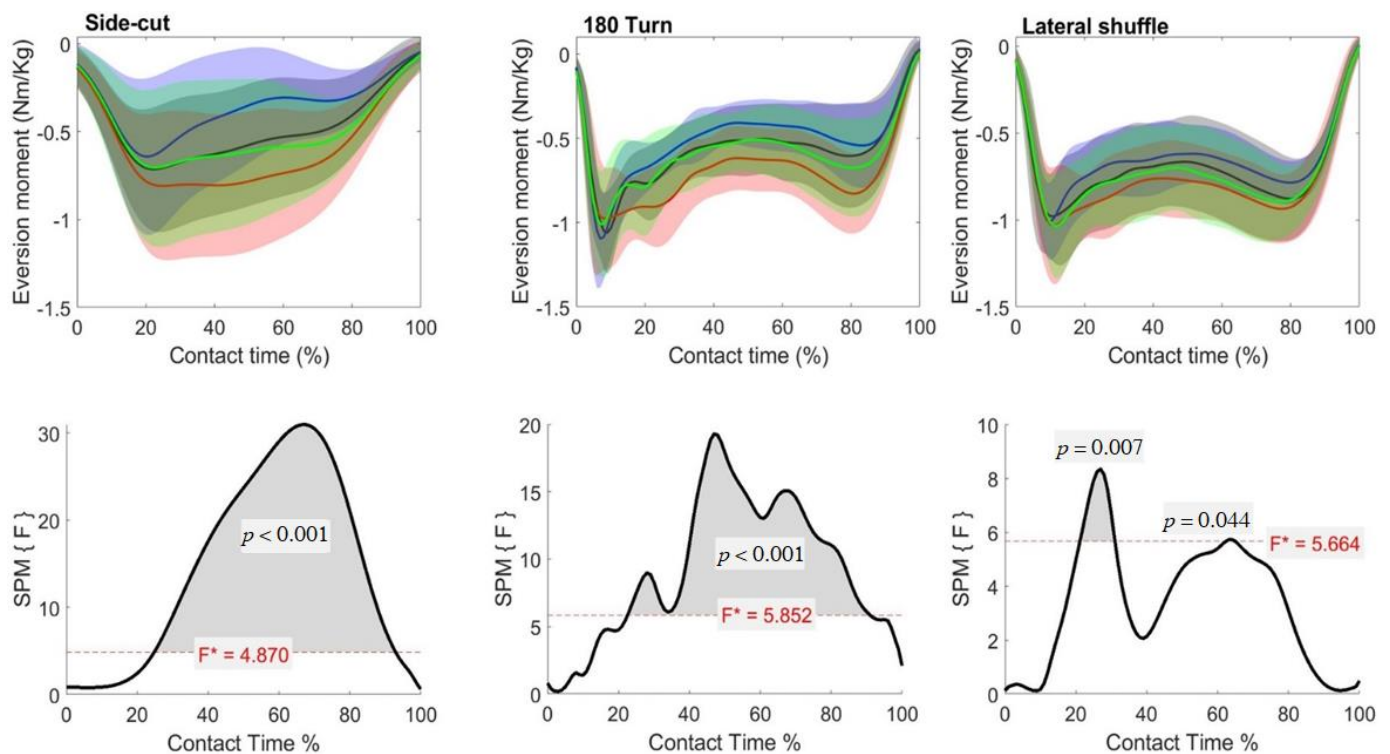 Side-cut
0
-0.5
-1
-1.5
Eversion moment (Nm/Kg)
0 20 40 60 80 100
Contact time (%)
180 Turn
0
-0.5
-1
-1.5
Eversion moment (Nm/Kg)
0 20 40 60 80 100
Contact time (%)
Lateral shuffle
0
-0.5
-1
-1.5
Eversion moment (Nm/Kg)
0 20 40 60 80 100
Contact time (%)
30
20
10
0
SPM { F }
p < 0.001
F* = 4.870
0 20 40 60 80 100
Contact Time %
20
15
10
5
0
SPM { F }
p < 0.001
F* = 5.852
0 20 40 60 80 100
Contact Time %
10
8
6
4
2
0
SPM { F }
p = 0.007
p = 0.044
F* = 5.664
0 20 40 60 80 100
Contact Time %